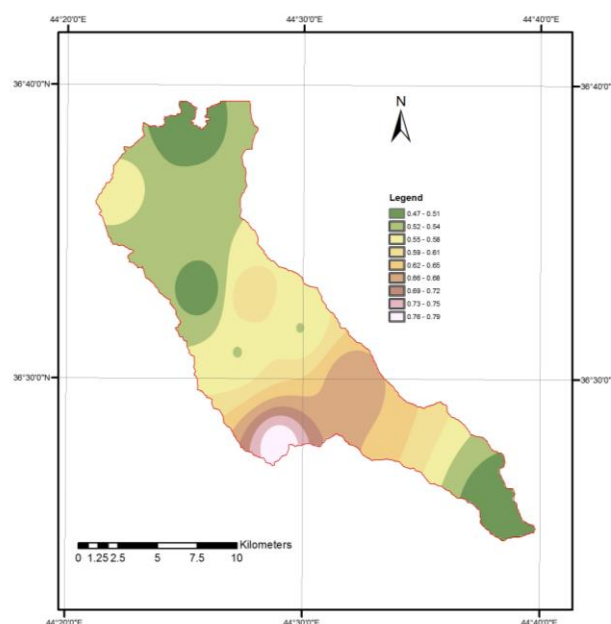 44°20'0"E 44°30'0"E 44°40'0"E
36°40'0"N 36°40'0"N
N
Legend
0.47 - 0.51
0.52 - 0.54
0.55 - 0.58
0.59 - 0.61
0.62 - 0.65
0.66 - 0.68
0.69 - 0.72
0.73 - 0.75
0.76 - 0.79
36°30'0"N 36°30'0"N
Kilometers
0 1.25 2.5 5 7.5 10
44°20'0"E 44°30'0"E 44°40'0"E